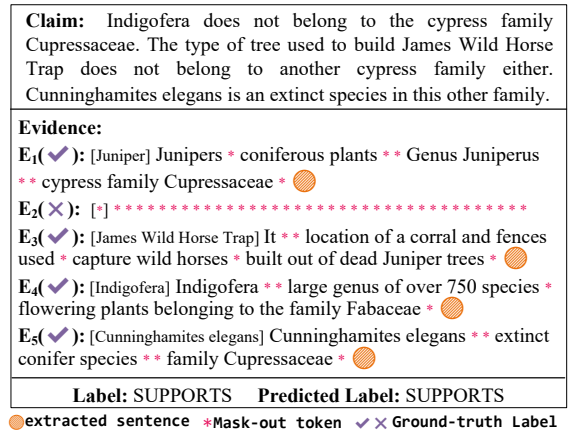 Claim: Indigofera does not belong to the cypress family
Cupressaceae. The type of tree used to build James Wild Horse
Trap does not belong to another cypress family either.
Cunninghamites elegans is an extinct species in this other family.
Evidence:
E1(✓): [Juniper] Junipers * coniferous plants * * Genus Juniperus
* * cypress family Cupressaceae *
E2(✕): [*] * * * * * * * * * * * * * * * * * * * * * * * * * * * * * * * * * * * * *
E3(✓): [James Wild Horse Trap] It * * location of a corral and fences
used * capture wild horses * built out of dead Juniper trees *
E4(✓): [Indigofera] Indigofera * * large genus of over 750 species *
flowering plants belonging to the family Fabaceae *
E5(✓): [Cunninghamites elegans] Cunninghamites elegans * * extinct
conifer species * * family Cupressaceae *
Label: SUPPORTS Predicted Label: SUPPORTS
extracted sentence *Mask-out token ✓ ✕ Ground-truth Label